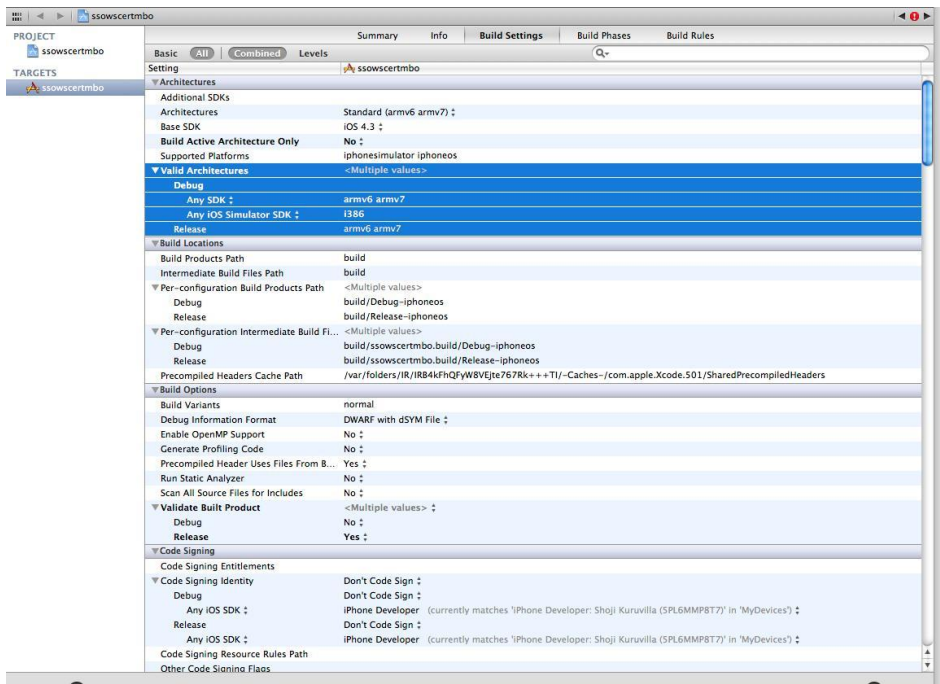 ssowscertmbo
PROJECT
ssowscertmbo
TARGETS
ssowscertmbo
Summary Info Build Settings Build Phases Build Rules
Basic All Combined Levels
Setting ssowscertmbo
Architectures
Additional SDKs
Architectures Standard (armv6 armv7)
Base SDK iOS 4.3
Build Active Architecture Only No
Supported Platforms iphonesimulator iphoneos
Valid Architectures <Multiple values>
Debug
Any SDK armv6 armv7
Any iOS Simulator SDK i386
Release armv6 armv7
Build Locations
Build Products Path build
Intermediate Build Files Path build
Per-configuration Build Products Path <Multiple values>
Debug build/Debug-iphoneos
Release build/Release-iphoneos
Per-configuration Intermediate Build Fi... <Multiple values>
Debug build/ssowscertmbo.build/Debug-iphoneos
Release build/ssowscertmbo.build/Release-iphoneos
Precompiled Headers Cache Path /var/folders/IR/IRB4kFhQFyW8VEjte767Rk+++TI/-Caches-/com.apple.Xcode.501/SharedPrecompiledHeaders
Build Options
Build Variants normal
Debug Information Format DWARF with dSYM File
Enable OpenMP Support No
Generate Profiling Code No
Precompiled Header Uses Files From B... Yes
Run Static Analyzer No
Scan All Source Files for Includes No
Validate Built Product <Multiple values>
Debug No
Release Yes
Code Signing
Code Signing Entitlements
Code Signing Identity Don't Code Sign
Debug Don't Code Sign
Any iOS SDK iPhone Developer (currently matches 'iPhone Developer: Shoji Kuruvilla (SPL6MMP8T7)' in 'MyDevices')
Release Don't Code Sign
Any iOS SDK iPhone Developer (currently matches 'iPhone Developer: Shoji Kuruvilla (SPL6MMP8T7)' in 'MyDevices')
Code Signing Resource Rules Path
Other Code Signing Flags